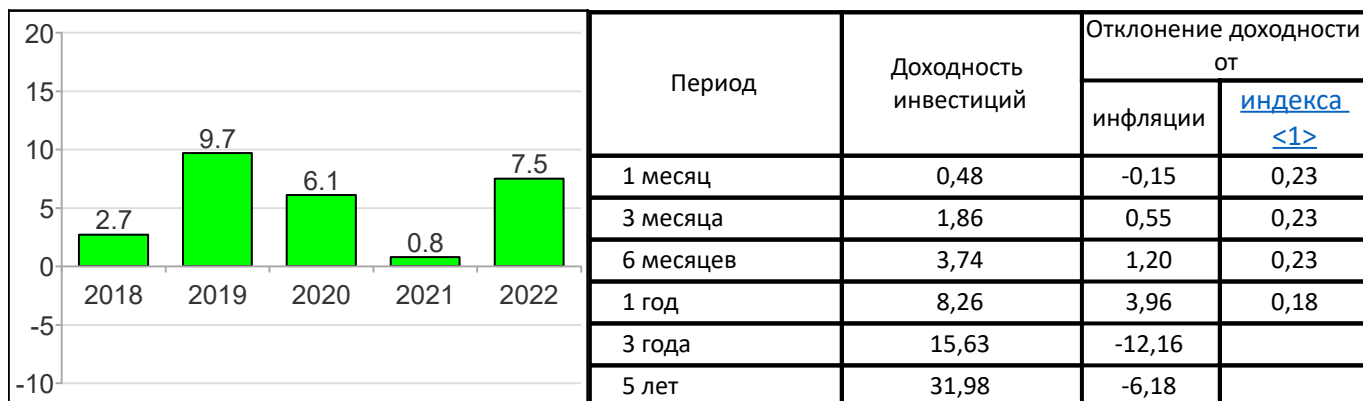 20
15
10
5
0
-5
-10
2.7
9.7
6.1
0.8
7.5
2018 2019 2020 2021 2022
Период
Доходность
инвестиций
Отклонение доходности
от
инфляции
индекса
<1>
1 месяц 0,48 -0,15 0,23
3 месяца 1,86 0,55 0,23
6 месяцев 3,74 1,20 0,23
1 год 8,26 3,96 0,18
3 года 15,63 -12,16
5 лет 31,98 -6,18